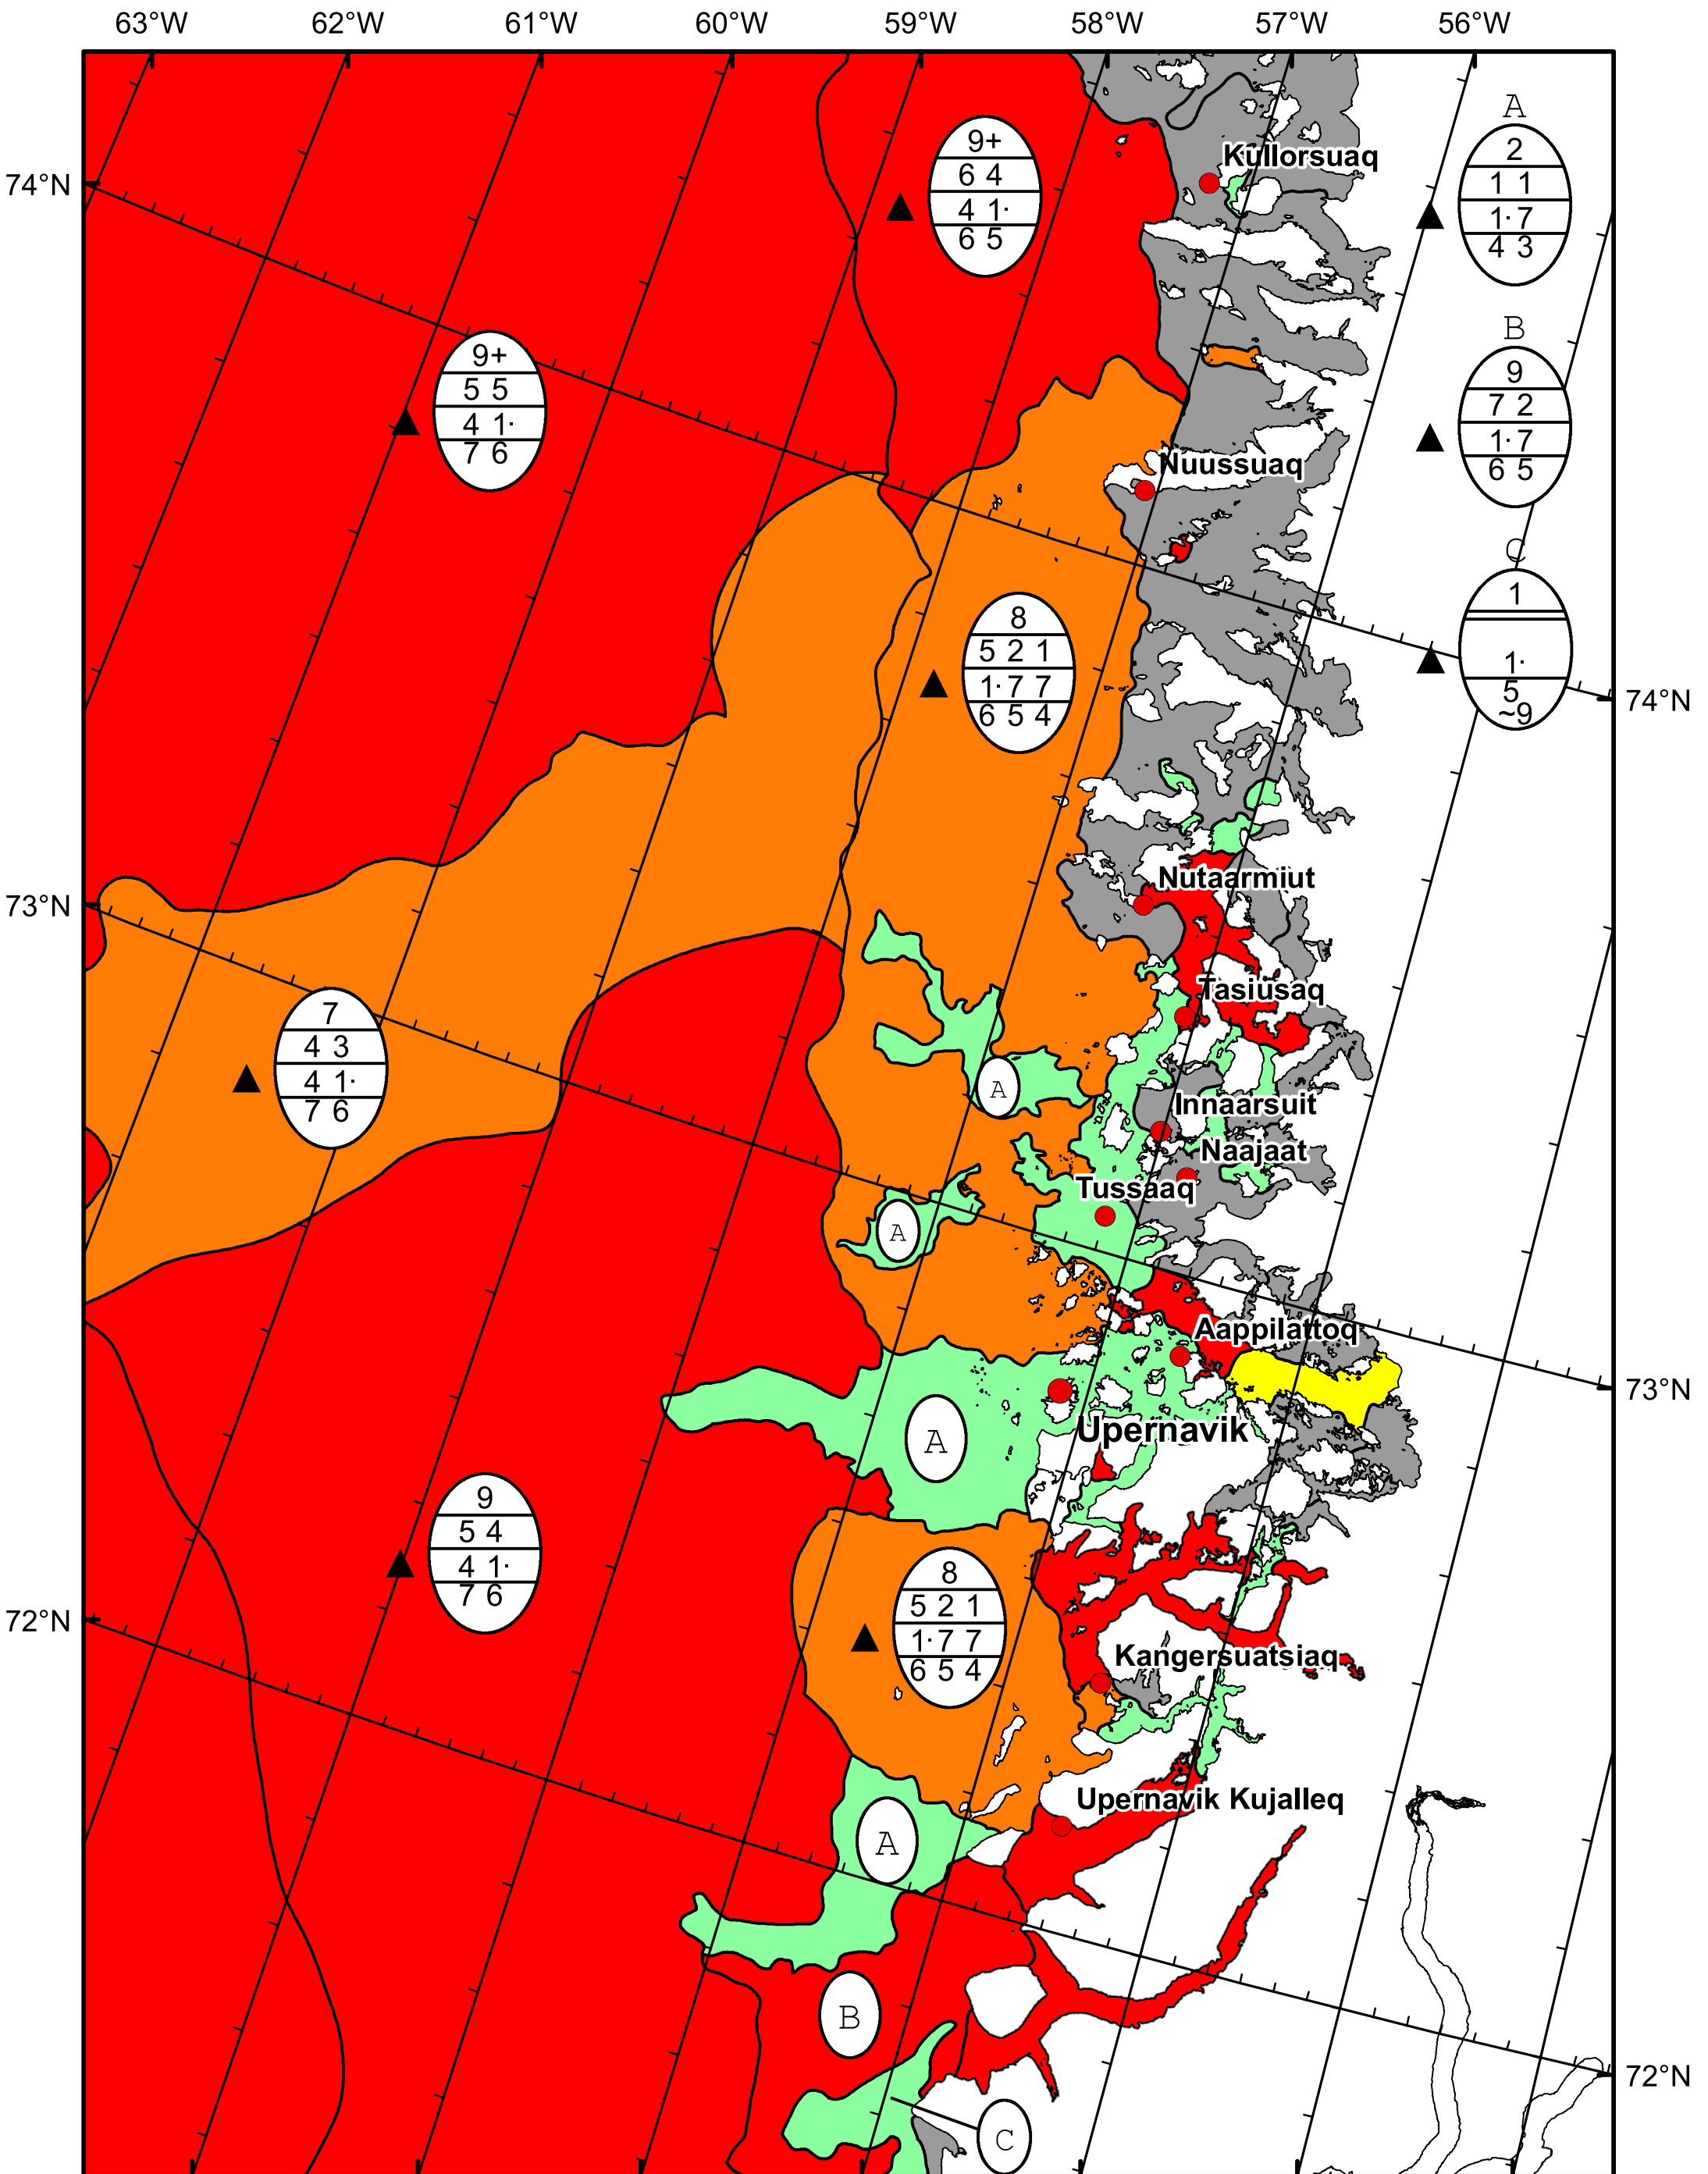 63°W 62°W 61°W 60°W 59°W 58°W 57°W 56°W
A
2
1 1
1· 7
4 3
9+
6 4
4 1·
6 5
Kullorsuaq
74°N
B
9
7 2
1· 7
6 5
9+
5 5
4 1·
7 6
Nuussuaq
C
1
1·
5
~9
8
5 2 1
1· 7 7
6 5 4
74°N
Nutaarmiut
73°N
Tasiusaq
7
4 3
4 1·
7 6
A
Innaarsuit
Naajaat
Tussaaq
A
Aappilattoq
73°N
Upernavik
A
9
5 4
4 1·
7 6
8
5 2 1
1· 7 7
6 5 4
72°N
Kangersuatsiaq
Upernavik Kujalleq
A
B
72°N
C